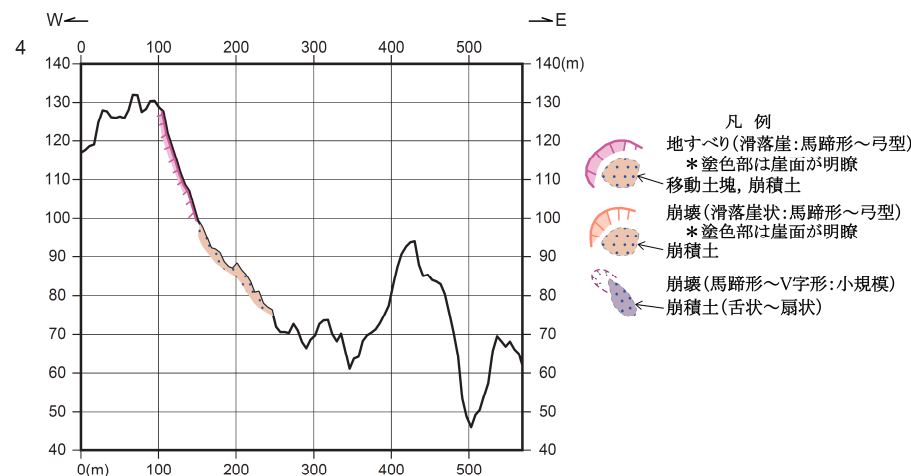 W E
4
0 100 200 300 400 500
140 140(m)
130 130
120 120
110 110
100 100
90 90
80 80
70 70
60 60
50 50
40 40
0(m) 100 200 300 400 500
凡 例
地すべり(滑落崖:馬蹄形〜弓型)
*塗色部は崖面が明瞭
移動土塊,崩積土
崩壊(滑落崖状:馬蹄形〜弓型)
*塗色部は崖面が明瞭
崩積土
崩壊(馬蹄形〜V字形:小規模)
崩積土(舌状〜扇状)